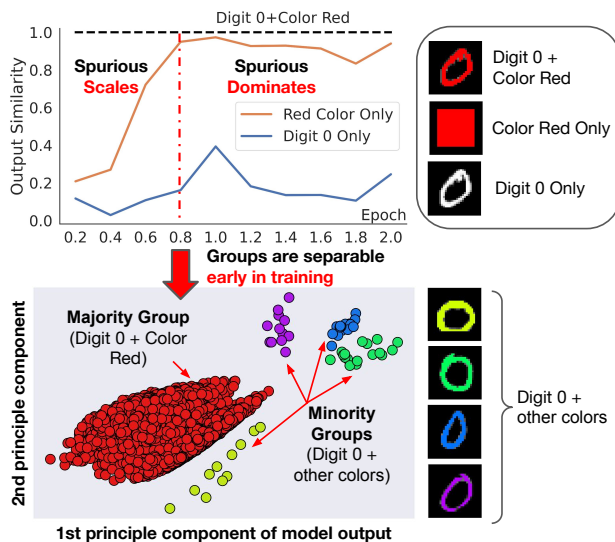 Digit 0+Color Red
Output Similarity
1.0
0.8
0.6
0.4
0.2
0.0
Spurious
Scales
Spurious
Dominates
Red Color Only
Digit 0 Only
Epoch
0.2 0.4 0.6 0.8 1.0 1.2 1.4 1.6 1.8 2.0
Digit 0 +
Color Red
Color Red Only
Digit 0 Only
Groups are separable
early in training
2nd principle component
Majority Group
(Digit 0 + Color
Red)
Minority
Groups
(Digit 0 +
other colors)
1st principle component of model output
Digit 0 +
other colors